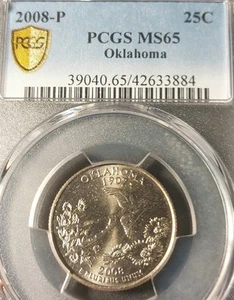 2008-P 25C
PCGS
PCGS MS65
Oklahoma
39040.65/42633884
OKLAHOMA
1907
2008
E PLURIBUS UNUM